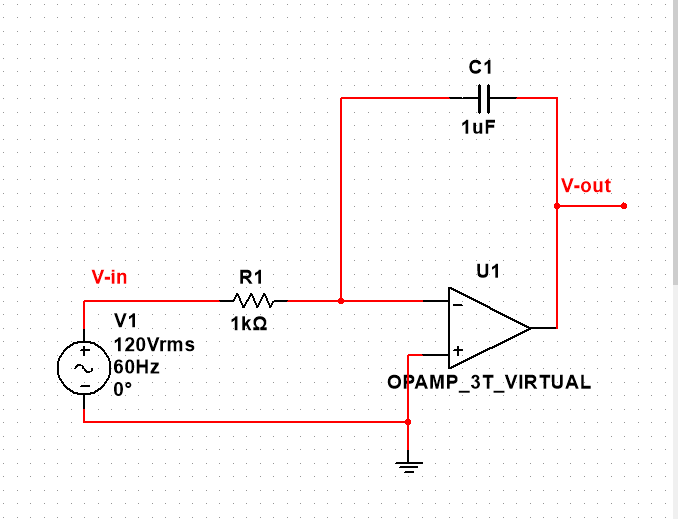 C1
1uF
V-out
V-in
R1
1kΩ
U1
V1
120Vrms
60Hz
0°
OPAMP_3T_VIRTUAL